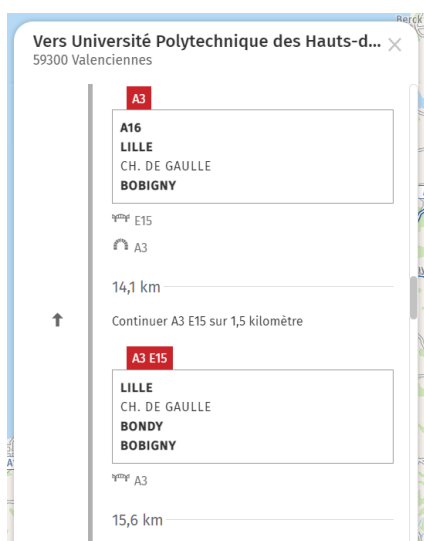 Berck
Vers Université Polytechnique des Hauts-d...
59300 Valenciennes
A3
A16
LILLE
CH. DE GAULLE
BOBIGNY
E15
A3
14,1 km
Continuer A3 E15 sur 1,5 kilomètre
A3 E15
LILLE
CH. DE GAULLE
BONDY
BOBIGNY
A3
15,6 km